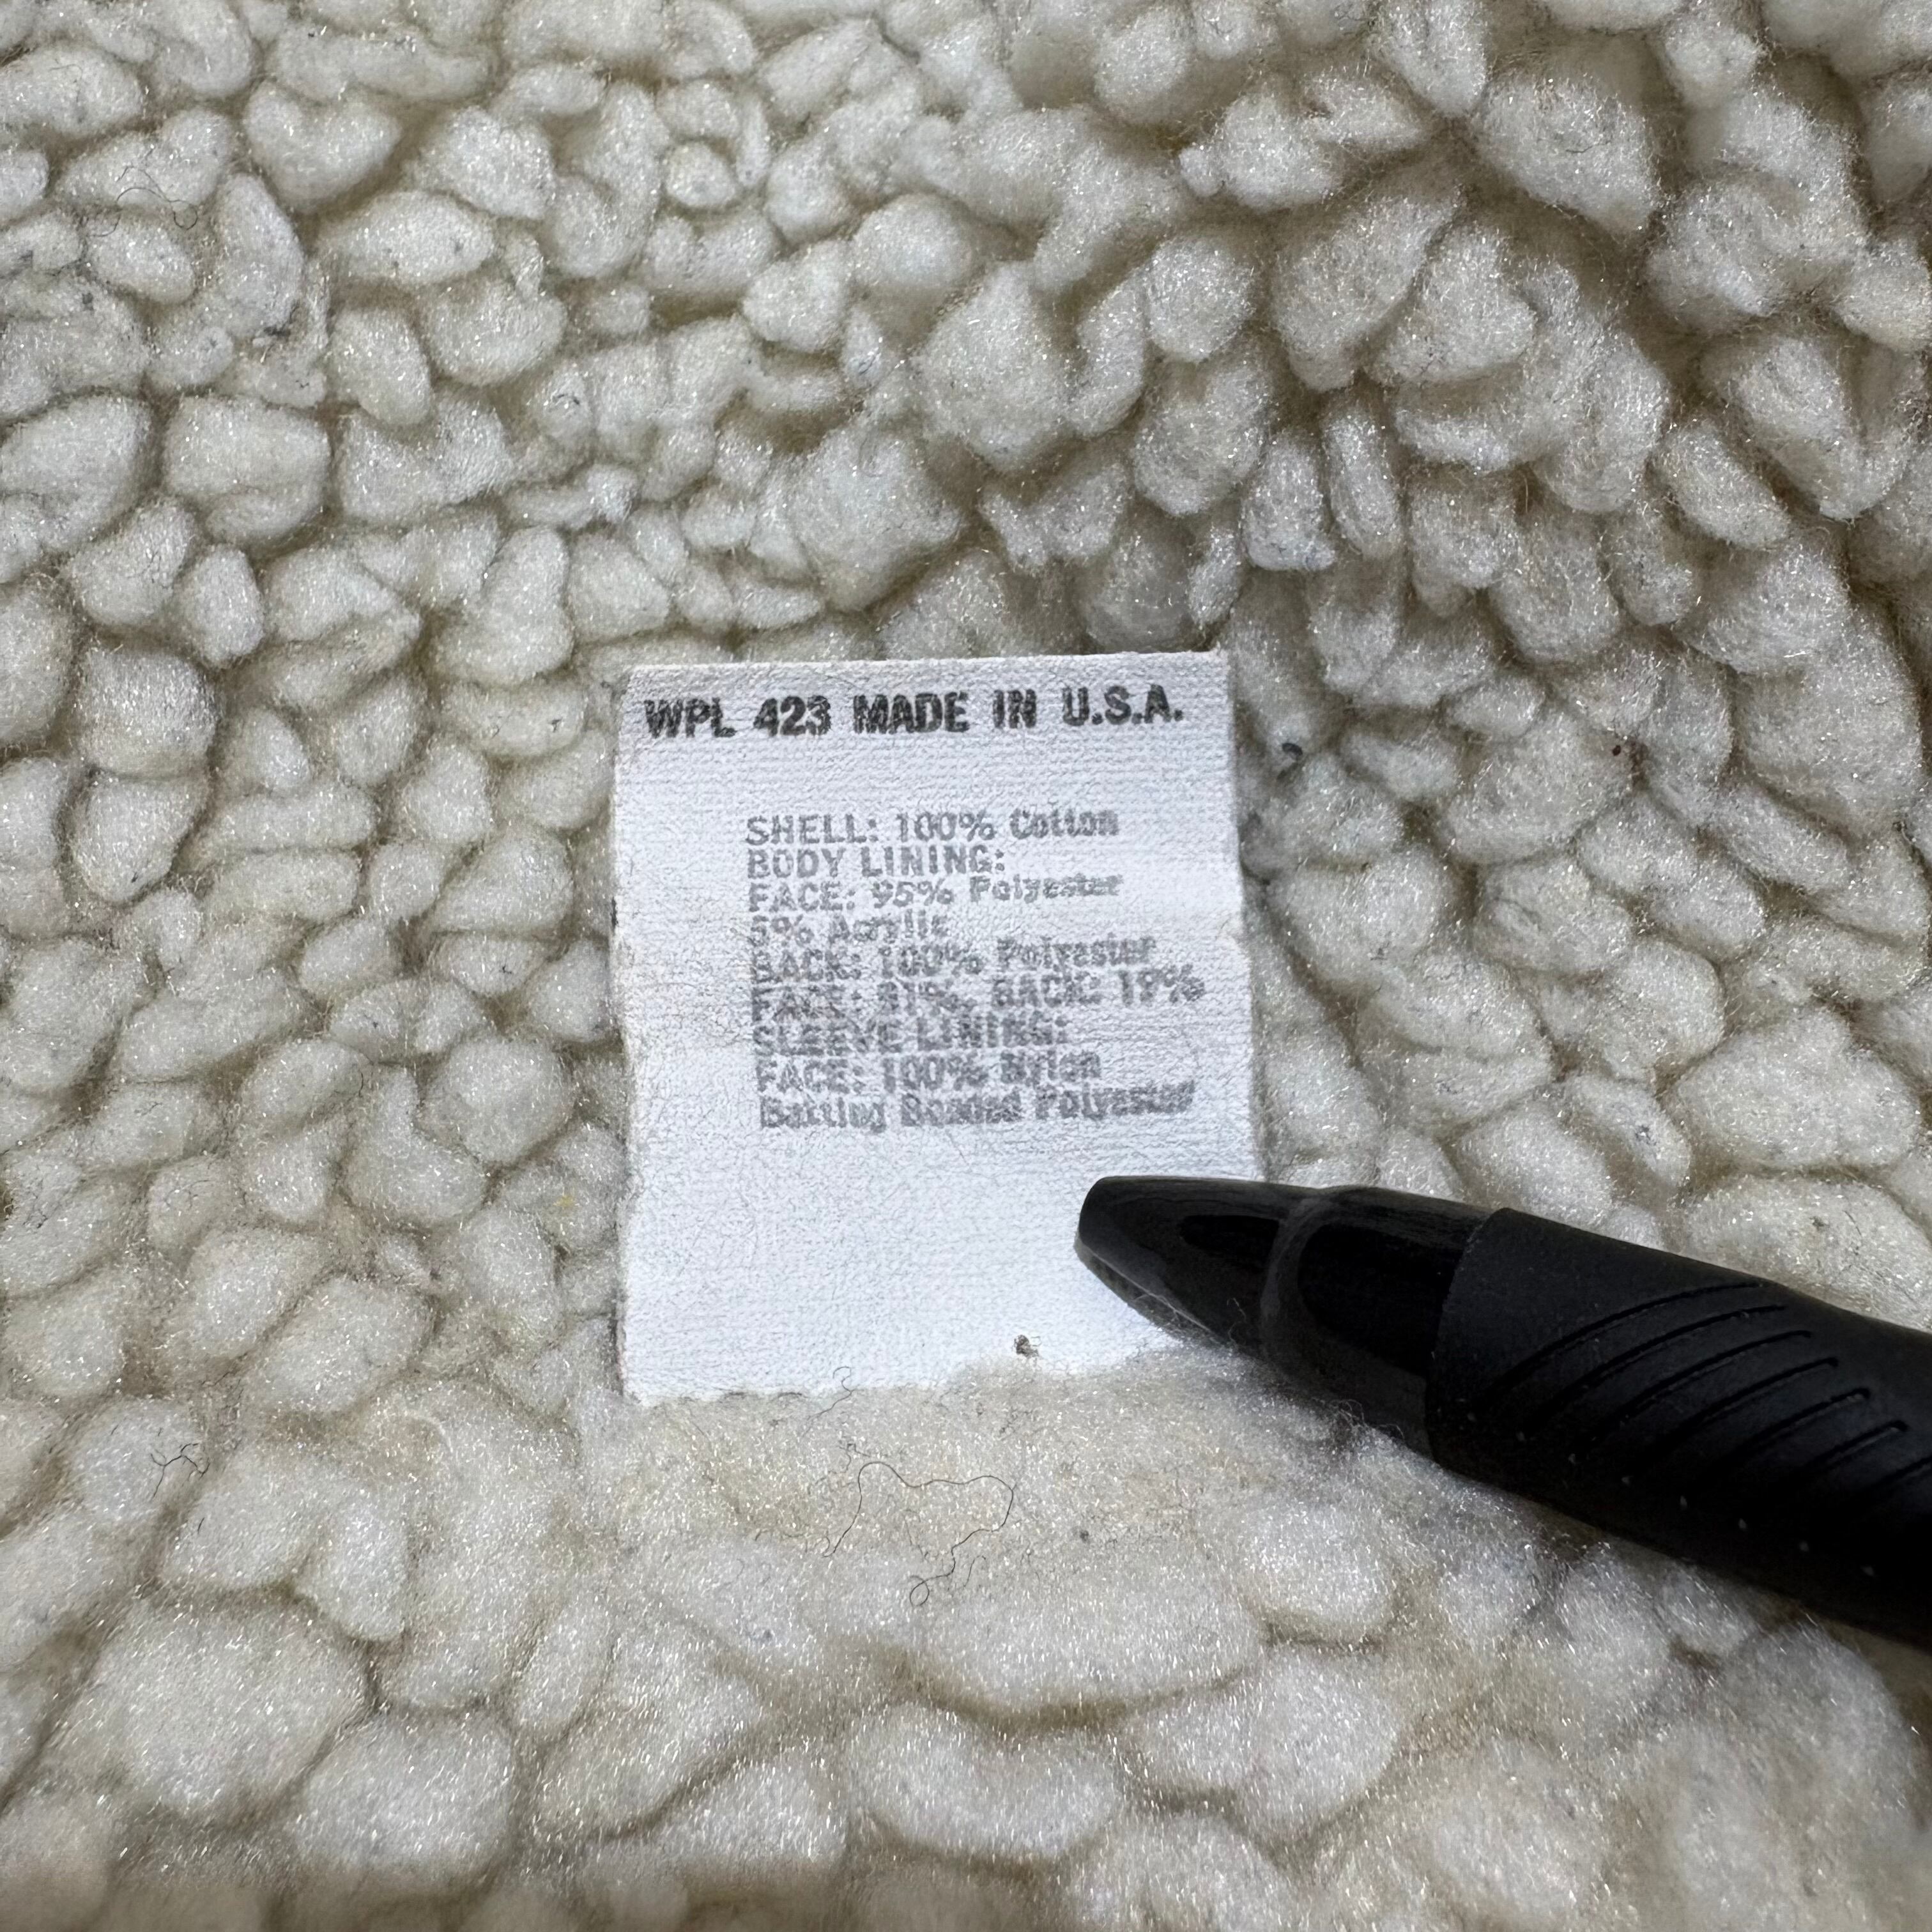 WPL 423 MADE IN U.S.A.
SHELL: 100% Cotton
BODY LINING:
FACE: 95% Polyester
5% Acrylic
BACK: 100% Polyester
FACE: 81%, BACK: 19%
SLEEVE LINING:
FACE: 100% Nylon
Batting Bonded Polyester